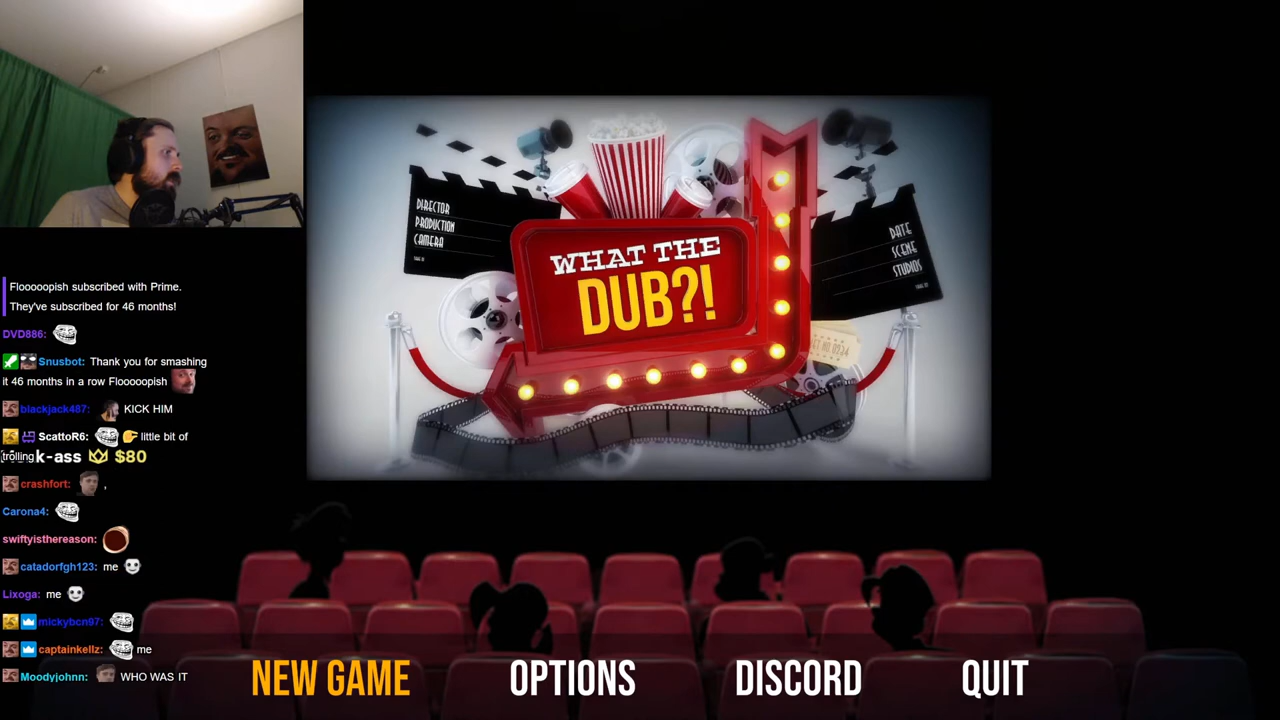 Flooooopish subscribed with Prime.
They've subscribed for 46 months!
DVD886:
Snusbot: Thank you for smashing
it 46 months in a row Flooooopish
blackjack487: KICK HIM
ScattoR6: little bit of
trolling k-ass $80
crashfort: ,
Carona4:
swiftyisthereason:
catadorfgh123: me
Lixoga: me
mickybcn97:
captainkellz: me
Moodyjohnn: WHO WAS IT
DIRECTOR
PRODUCTION
CAMERA
WHAT THE
DUB?!
DATE
SCENE
STUDIOS
NEW GAME
OPTIONS
DISCORD
QUIT